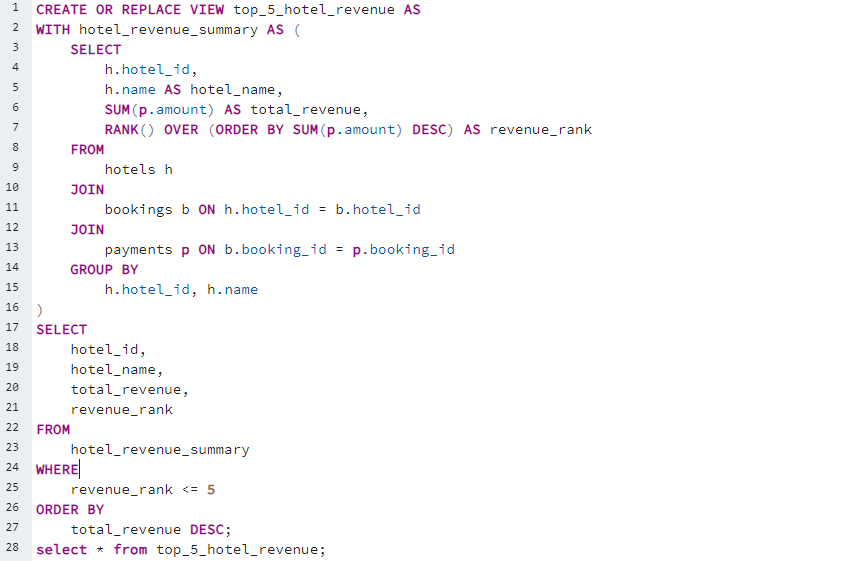 1 CREATE OR REPLACE VIEW top_5_hotel_revenue AS
2 WITH hotel_revenue_summary AS (
3     SELECT
4         h.hotel_id,
5         h.name AS hotel_name,
6         SUM(p.amount) AS total_revenue,
7         RANK() OVER (ORDER BY SUM(p.amount) DESC) AS revenue_rank
8     FROM
9         hotels h
10     JOIN
11         bookings b ON h.hotel_id = b.hotel_id
12     JOIN
13         payments p ON b.booking_id = p.booking_id
14     GROUP BY
15         h.hotel_id, h.name
16 )
17 SELECT
18     hotel_id,
19     hotel_name,
20     total_revenue,
21     revenue_rank
22 FROM
23     hotel_revenue_summary
24 WHERE
25     revenue_rank <= 5
26 ORDER BY
27     total_revenue DESC;
28 select * from top_5_hotel_revenue;